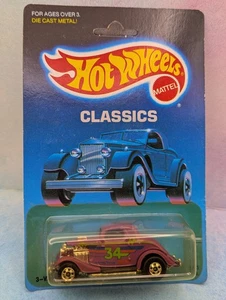 FOR AGES OVER 3.
DIE CAST METAL!
Hot Wheels
MATTEL
CLASSICS
34